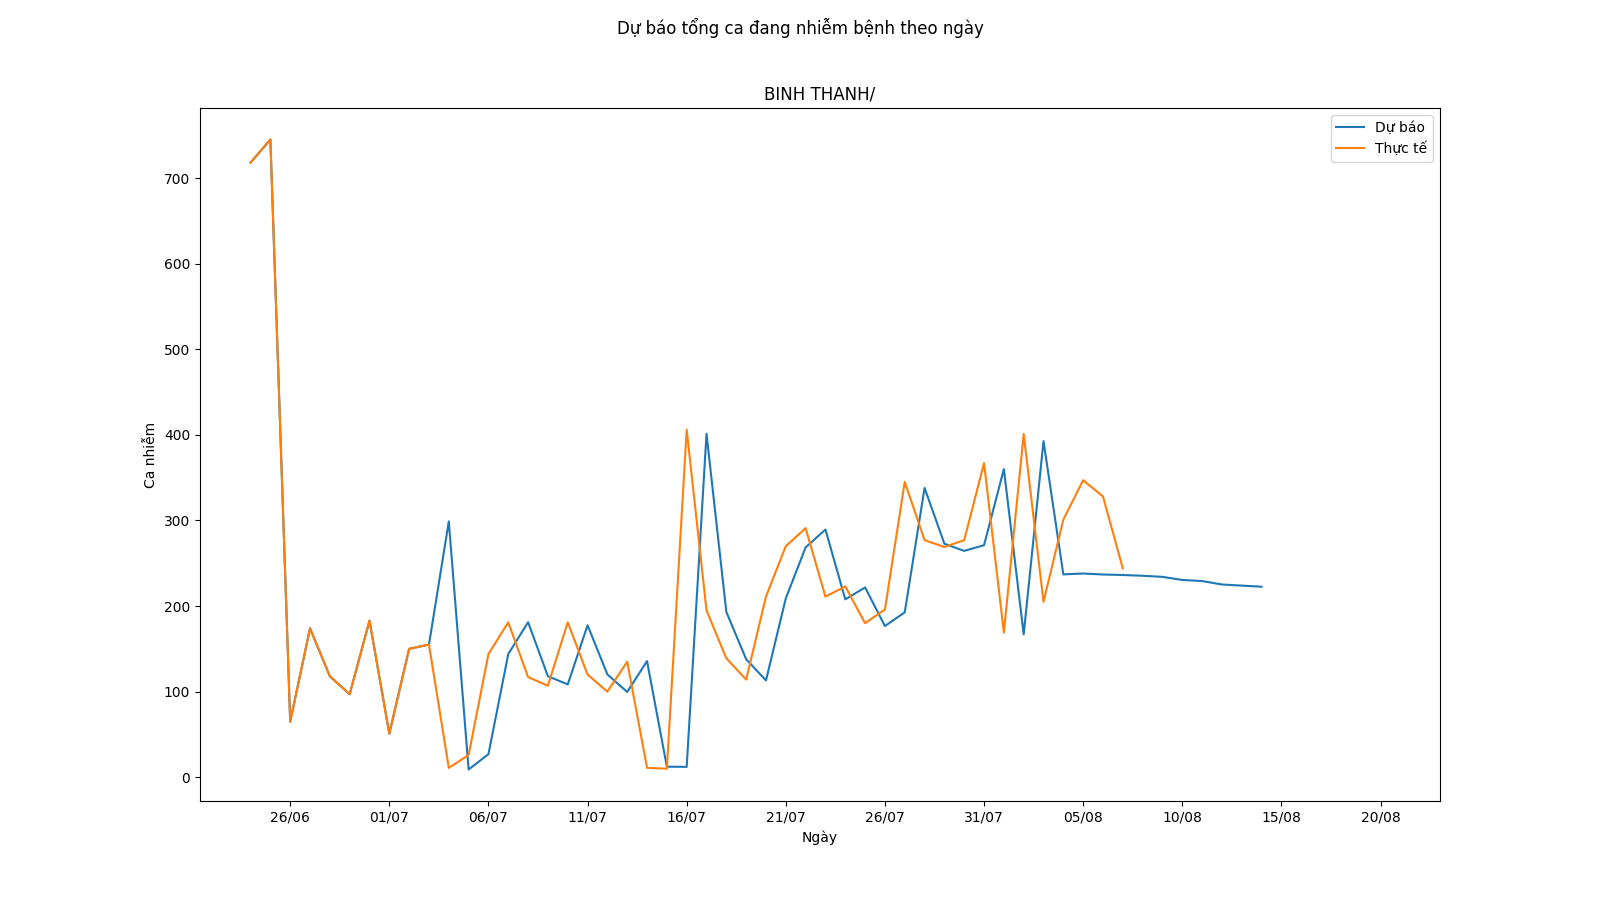 Dự báo tổng ca đang nhiễm bệnh theo ngày
BINH THANH/
Dự báo
Thực tế
700
600
500
400
300
200
100
0
Ca nhiễm
26/06 01/07 06/07 11/07 16/07 21/07 26/07 31/07 05/08 10/08 15/08 20/08
Ngày